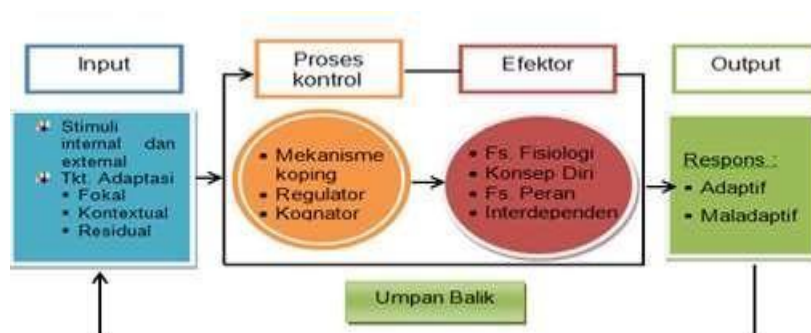 Input
Proses
kontrol
Efektor
Output
Stimuli
internal dan
external
Tkt. Adaptasi
Fokal
Kontextual
Residual
Mekanisme
koping
Regulator
Kognator
Fs. Fisiologi
Konsep Diri
Fs. Peran
Interdependen
Respons :
Adaptif
Maladaptif
Umpan Balik